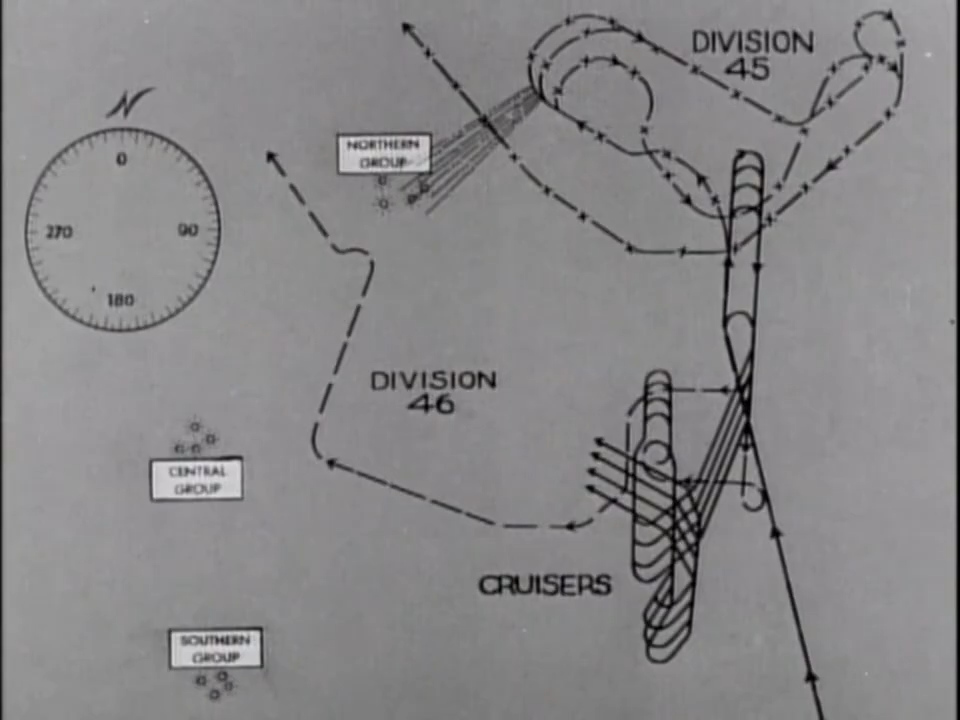 N
0
270
90
180
NORTHERN
GROUP
DIVISION
45
DIVISION
46
CENTRAL
GROUP
CRUISERS
SOUTHERN
GROUP